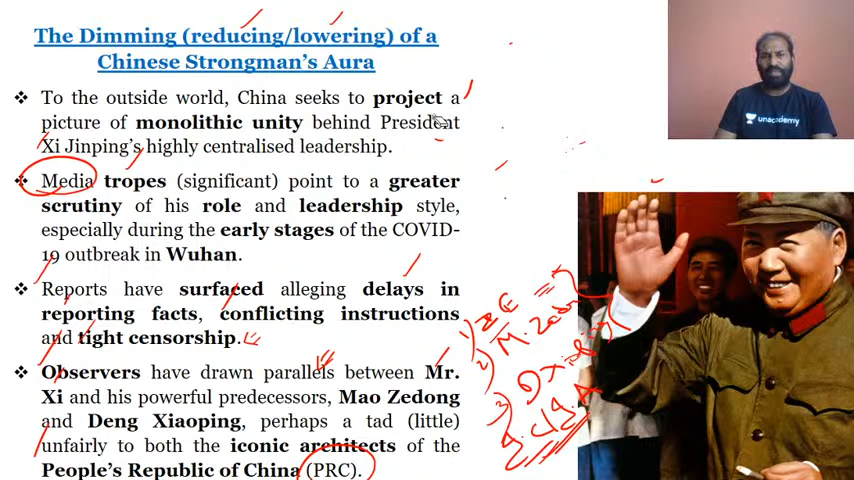 The Dimming (reducing/lowering) of a
Chinese Strongman's Aura
❖ To the outside world, China seeks to project a
picture of monolithic unity behind President
Xi Jinping's highly centralised leadership.
❖ Media tropes (significant) point to a greater
scrutiny of his role and leadership style,
especially during the early stages of the COVID-
19 outbreak in Wuhan.
❖ Reports have surfaced alleging delays in
reporting facts, conflicting instructions
and tight censorship.
❖ Observers have drawn parallels between Mr.
Xi and his powerful predecessors, Mao Zedong
and Deng Xiaoping, perhaps a tad (little)
unfairly to both the iconic architects of the
People's Republic of China (PRC).
unacademy
1)
2) M. Zedong
3) D Xioping